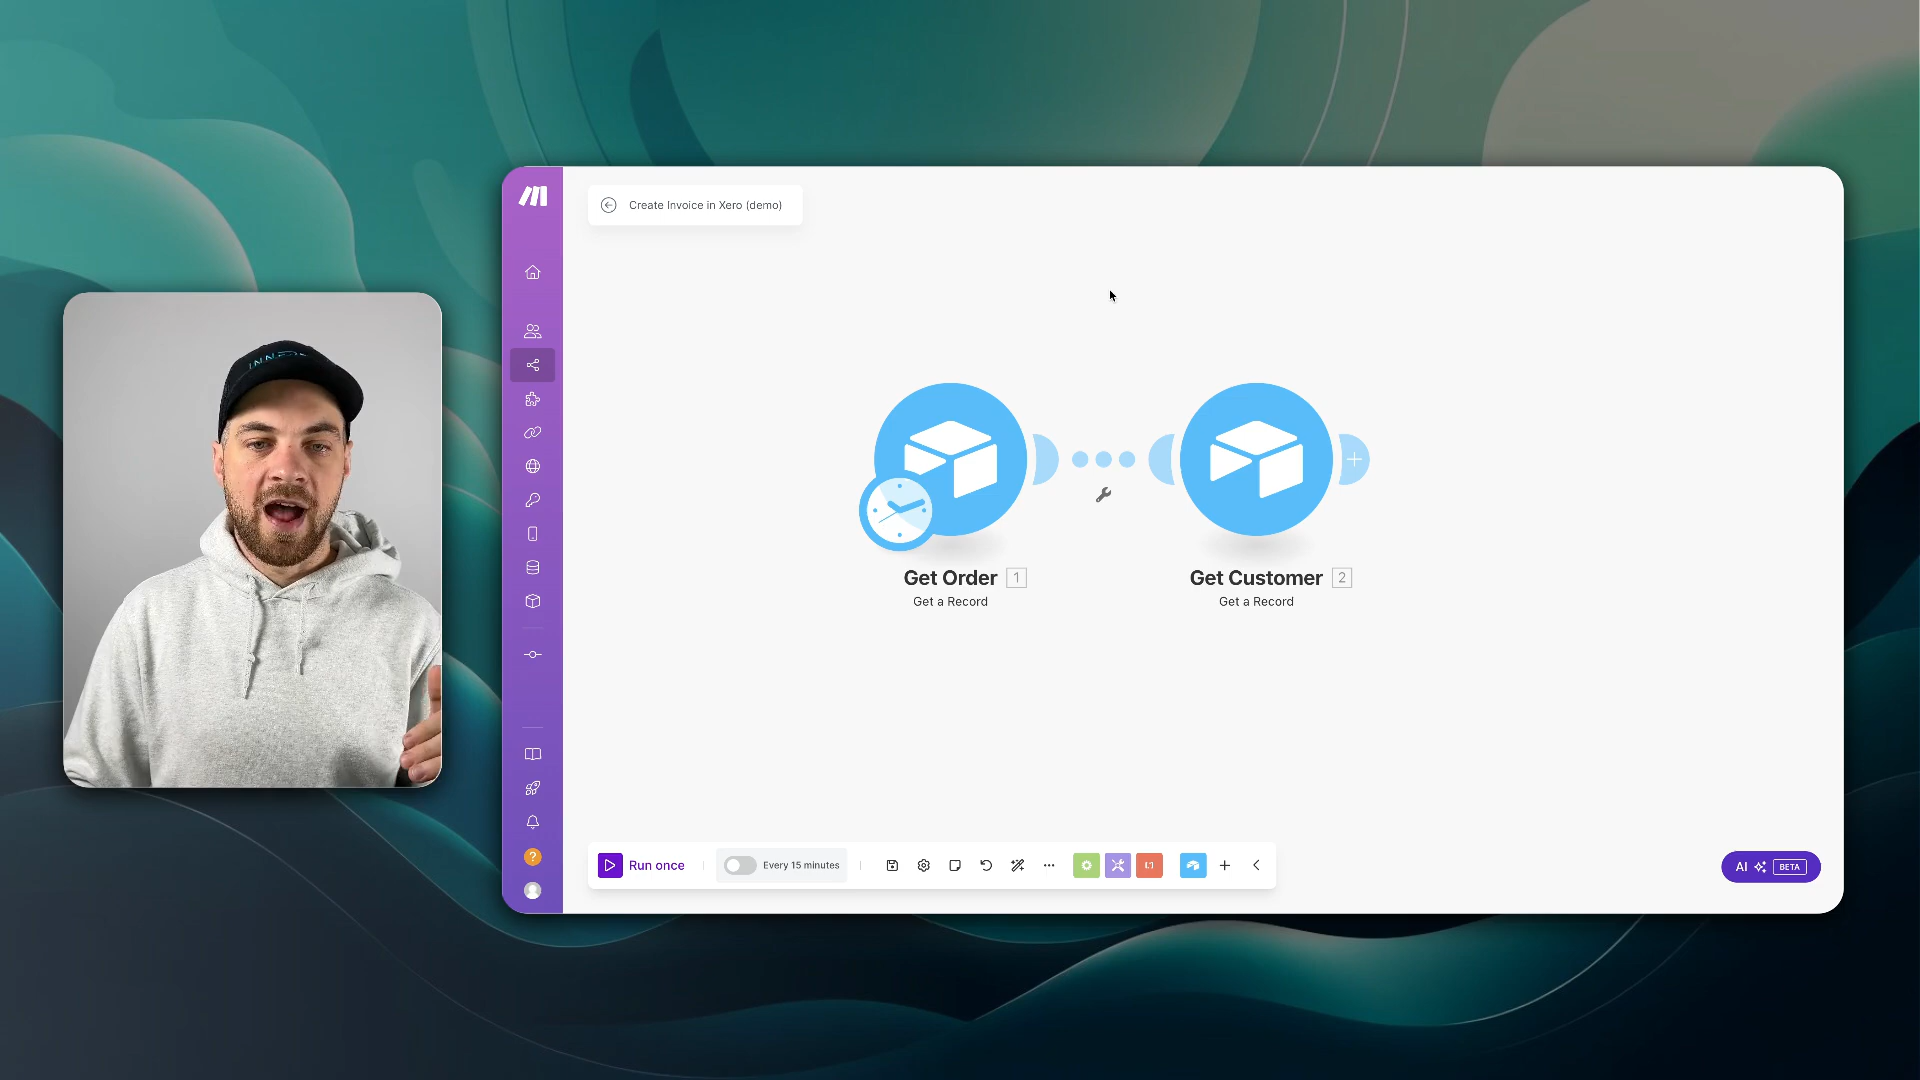 Create Invoice in Xero (demo)
Get Order 1
Get a Record
Get Customer 2
Get a Record
Run once
Every 15 minutes
AI BETA